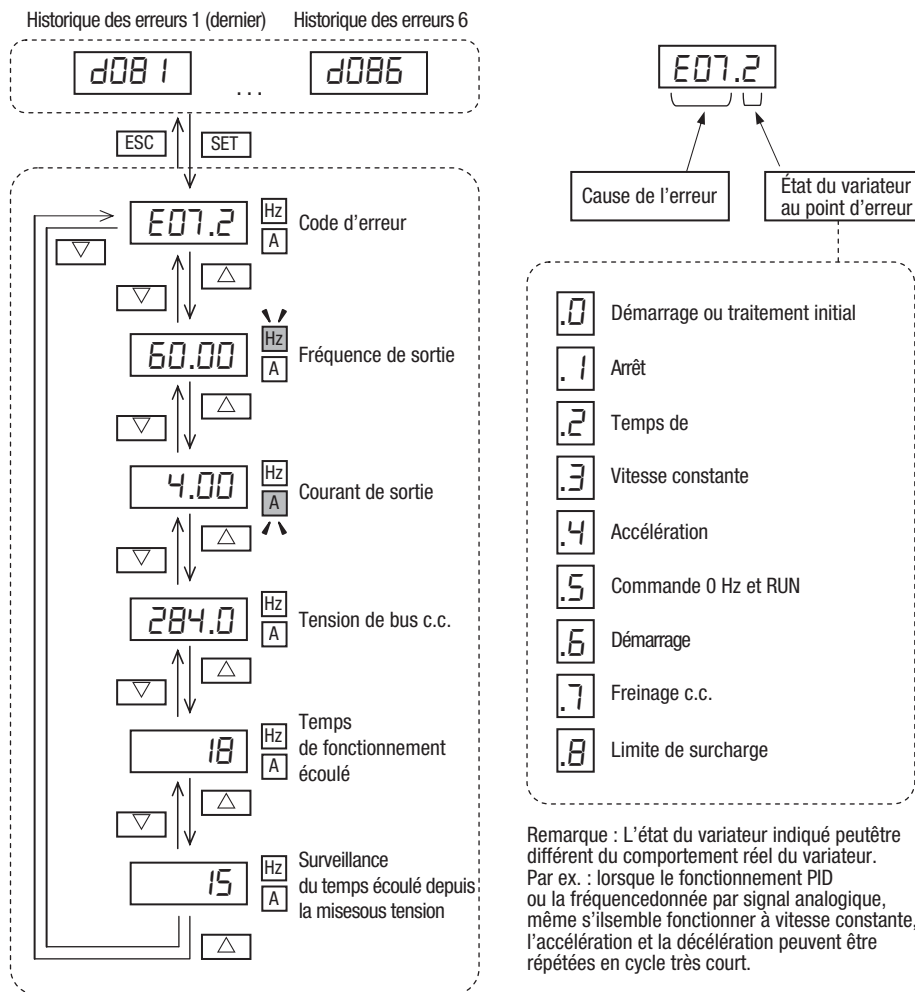 Historique des erreurs 1 (dernier)
Historique des erreurs 6
d081
...
d086
ESC
SET
E07.2
Hz
A
Code d'erreur
60.00
Hz
A
Fréquence de sortie
4.00
Hz
A
Courant de sortie
284.0
Hz
A
Tension de bus c.c.
18
Hz
A
Temps
de fonctionnement
écoulé
15
Hz
A
Surveillance
du temps écoulé depuis
la misesous tension
E07.2
Cause de l'erreur
État du variateur
au point d'erreur
.0 Démarrage ou traitement initial
.1 Arrêt
.2 Temps de
.3 Vitesse constante
.4 Accélération
.5 Commande 0 Hz et RUN
.6 Démarrage
.7 Freinage c.c.
.8 Limite de surcharge
Remarque : L'état du variateur indiqué peutêtre
différent du comportement réel du variateur.
Par ex. : lorsque le fonctionnement PID
ou la fréquencedonnée par signal analogique,
même s'ilsemble fonctionner à vitesse constante,
l'accélération et la décélération peuvent être
répétées en cycle très court.